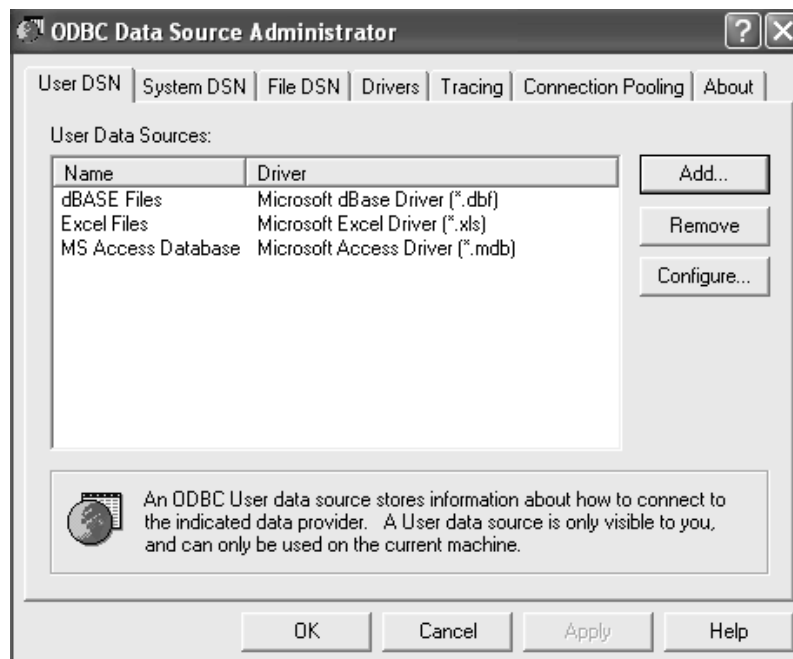 ODBC Data Source Administrator
User DSN System DSN File DSN Drivers Tracing Connection Pooling About
User Data Sources:
Name Driver
dBASE Files Microsoft dBase Driver (*.dbf)
Excel Files Microsoft Excel Driver (*.xls)
MS Access Database Microsoft Access Driver (*.mdb)
Add...
Remove
Configure...
An ODBC User data source stores information about how to connect to
the indicated data provider. A User data source is only visible to you,
and can only be used on the current machine.
OK Cancel Apply Help